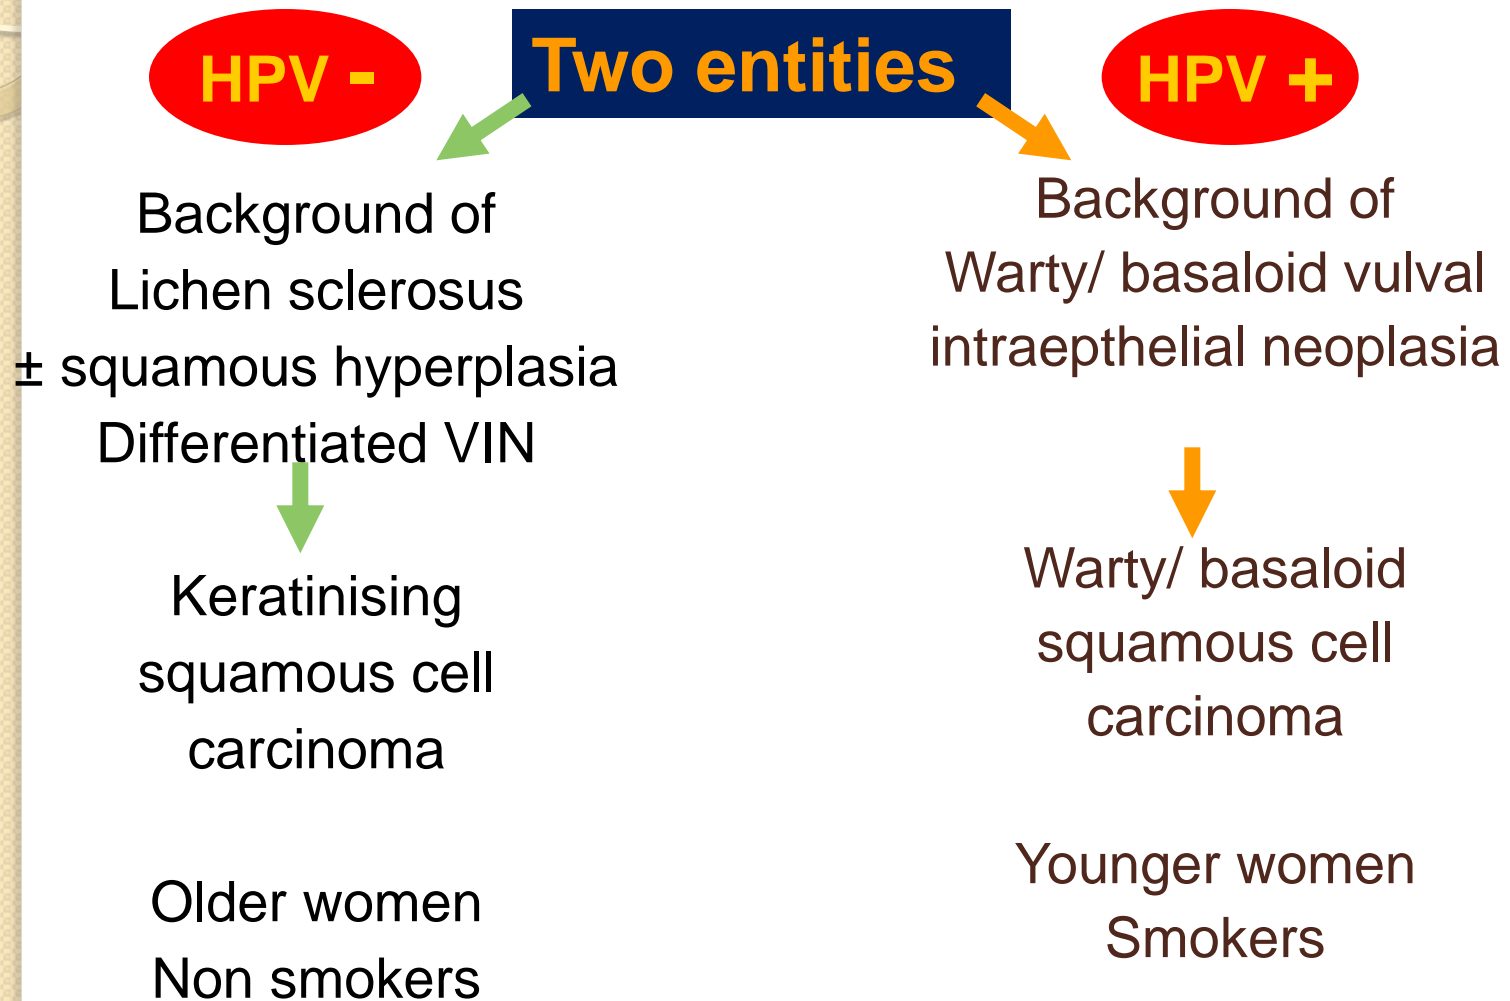 HPV -
Two entities
HPV +
Background of
Lichen sclerosus
± squamous hyperplasia
Differentiated VIN
Keratinising
squamous cell
carcinoma
Older women
Non smokers
Background of
Warty/ basaloid vulval
intraepthelial neoplasia
Warty/ basaloid
squamous cell
carcinoma
Younger women
Smokers